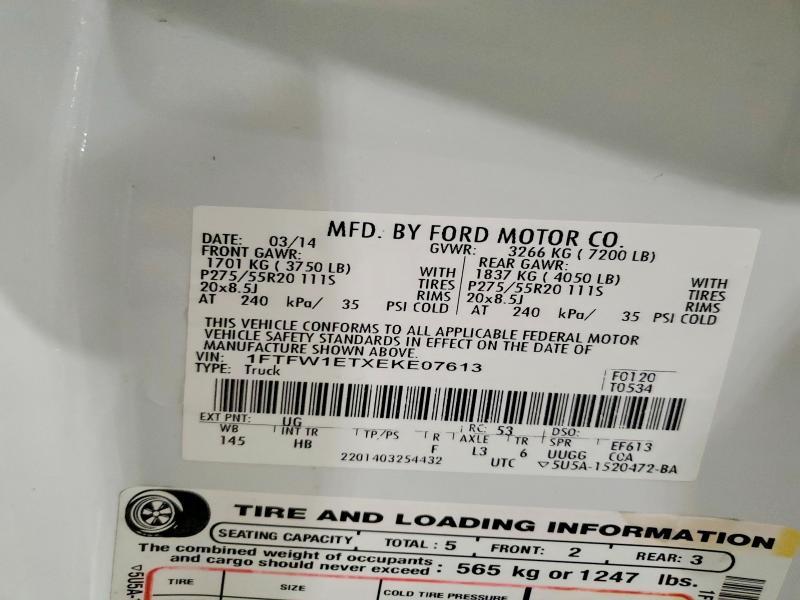 MFD. BY FORD MOTOR CO.
DATE: 03/14 GVWR: 3266 KG ( 7200 LB)
FRONT GAWR: REAR GAWR:
1701 KG ( 3750 LB) WITH 1837 KG ( 4050 LB) WITH
P275/55R20 111S TIRES P275/55R20 111S TIRES
20x8.5J RIMS 20x8.5J RIMS
AT 240 kPa/ 35 PSI COLD AT 240 kPa/ 35 PSI COLD
THIS VEHICLE CONFORMS TO ALL APPLICABLE FEDERAL MOTOR
VEHICLE SAFETY STANDARDS IN EFFECT ON THE DATE OF
MANUFACTURE SHOWN ABOVE.
VIN: 1FTFW1ETXEKE07613
TYPE: Truck
F0120
T0534
EXT PNT: UG RC: 53 DSO:
WB INT TR TP/PS R AXLE TR SPR EF613
145 HB F L3 6 UUGG CCA
2201403254432 UTC ▽5U5A-1520472-BA
TIRE AND LOADING INFORMATION
SEATING CAPACITY TOTAL : 5 FRONT: 2 REAR: 3
The combined weight of occupants
and cargo should never exceed : 565 kg or 1247 lbs.
TIRE SIZE COLD TIRE PRESSURE
▽5U5A-
1F